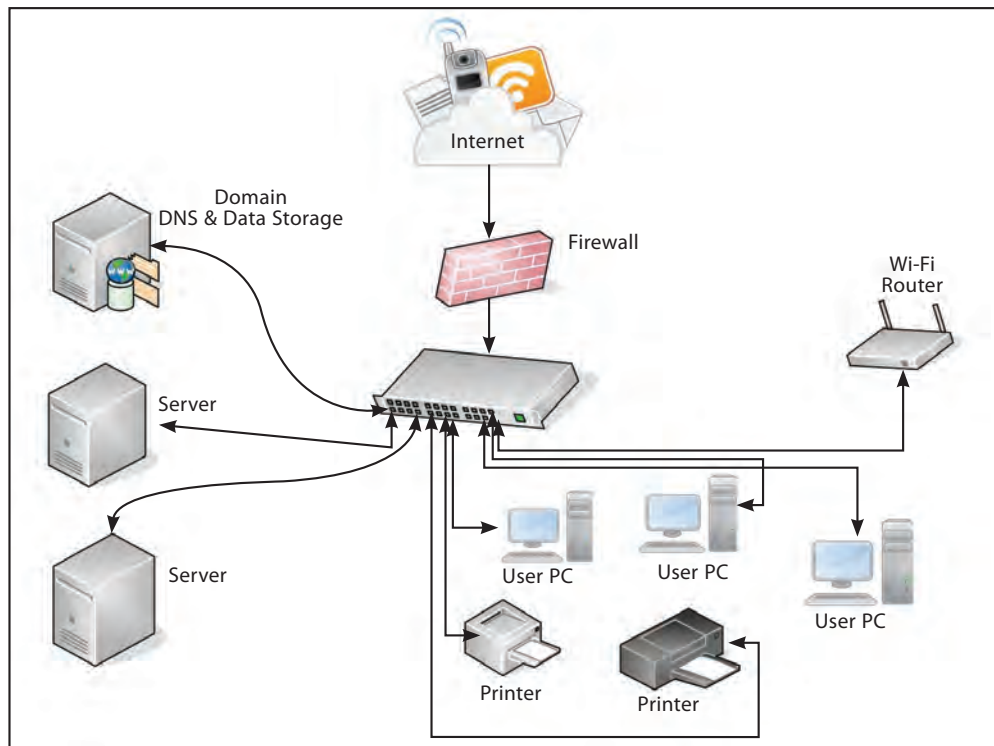 Internet
Domain
DNS & Data Storage
Firewall
Wi-Fi
Router
Server
Server
User PC
User PC
User PC
Printer
Printer